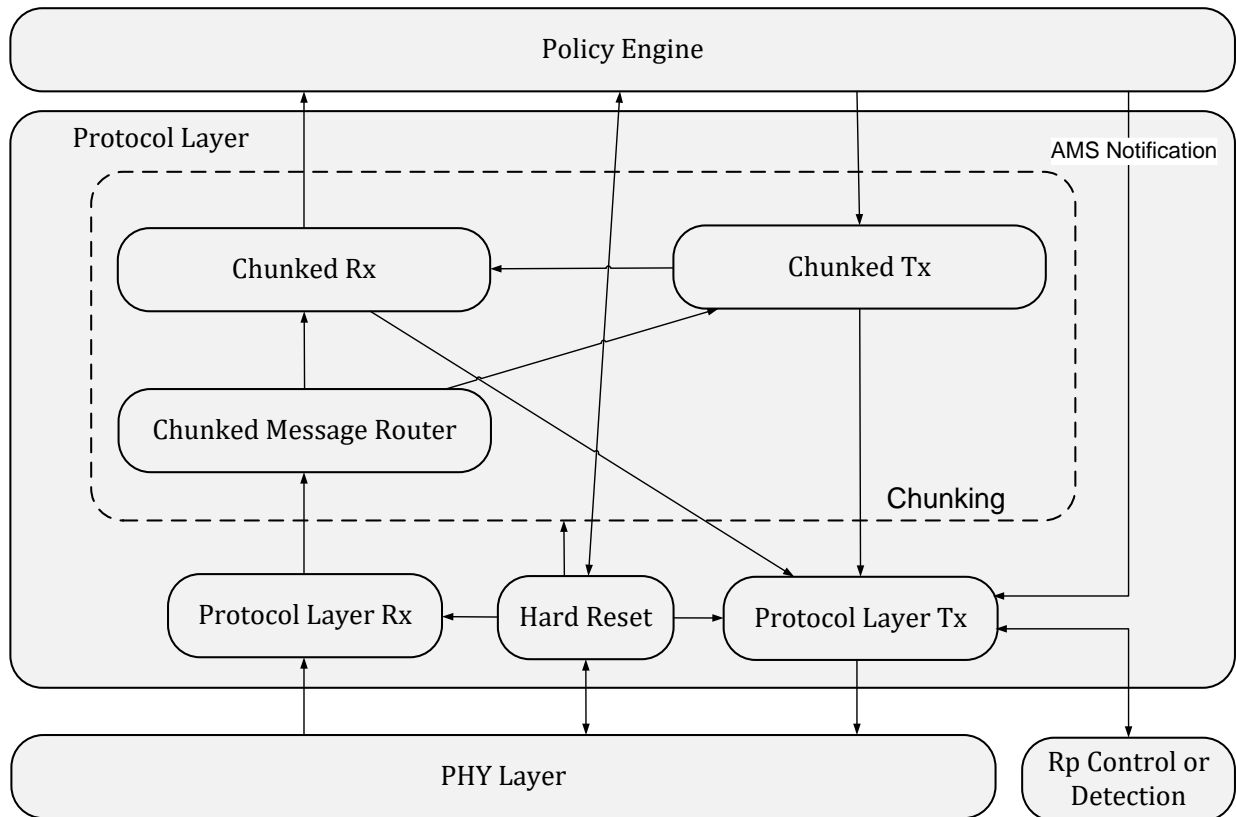 Policy Engine
Protocol Layer
AMS Notification
Chunked Rx
Chunked Tx
Chunked Message Router
Chunking
Protocol Layer Rx
Hard Reset
Protocol Layer Tx
PHY Layer
Rp Control or
Detection